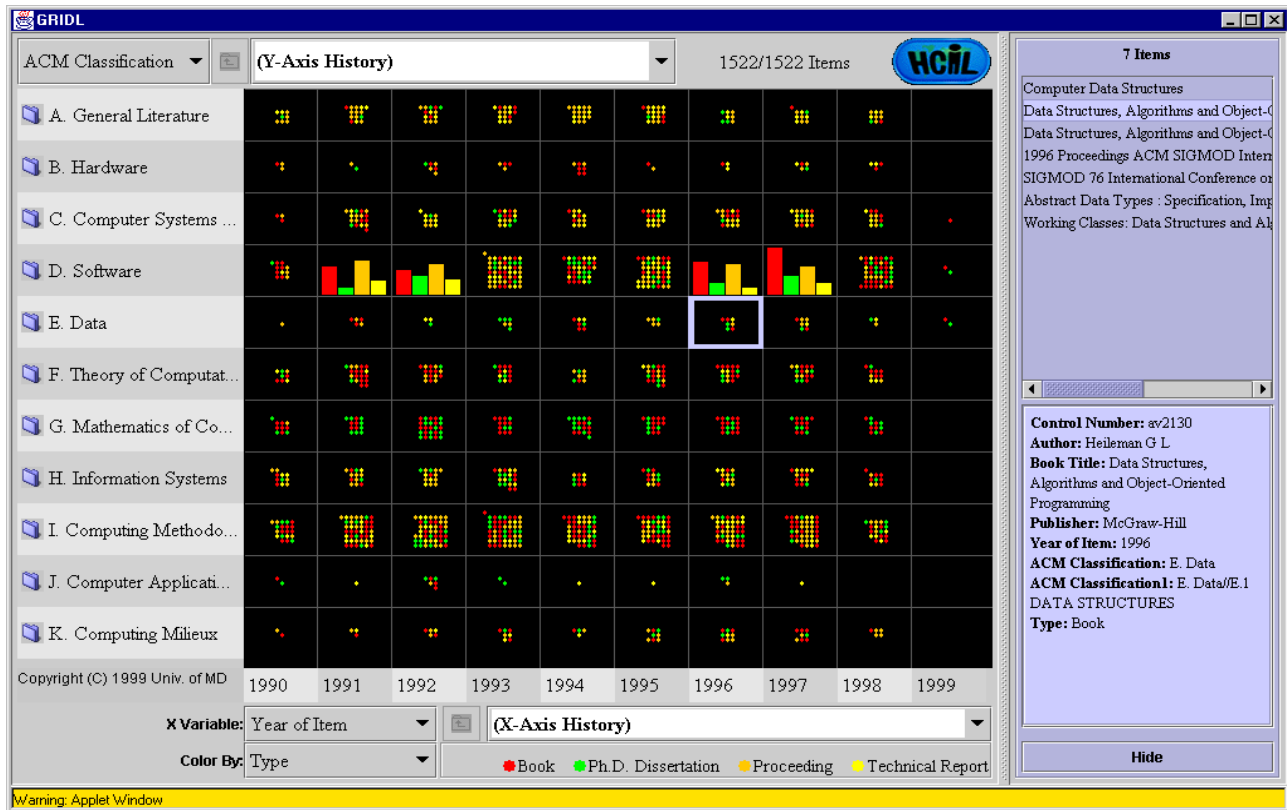 GRIDL
ACM Classification
(Y-Axis History)
1522/1522 Items
HCIL
A. General Literature
B. Hardware
C. Computer Systems ...
D. Software
E. Data
F. Theory of Computat...
G. Mathematics of Co...
H. Information Systems
I. Computing Methodo...
J. Computer Applicati...
K. Computing Milieux
Copyright (C) 1999 Univ. of MD
1990 1991 1992 1993 1994 1995 1996 1997 1998 1999
X Variable: Year of Item
(X-Axis History)
Color By: Type
Book Ph.D. Dissertation Proceeding Technical Report
Warning: Applet Window
7 Items
Computer Data Structures
Data Structures, Algorithms and Object-
Data Structures, Algorithms and Object-
1996 Proceedings ACM SIGMOD Intern
SIGMOD 76 International Conference on
Abstract Data Types : Specification, Imp
Working Classes: Data Structures and Alg
Control Number: av2130
Author: Heileman G L
Book Title: Data Structures,
Algorithms and Object-Oriented
Programming
Publisher: McGraw-Hill
Year of Item: 1996
ACM Classification: E. Data
ACM Classification1: E. Data//E.1
DATA STRUCTURES
Type: Book
Hide